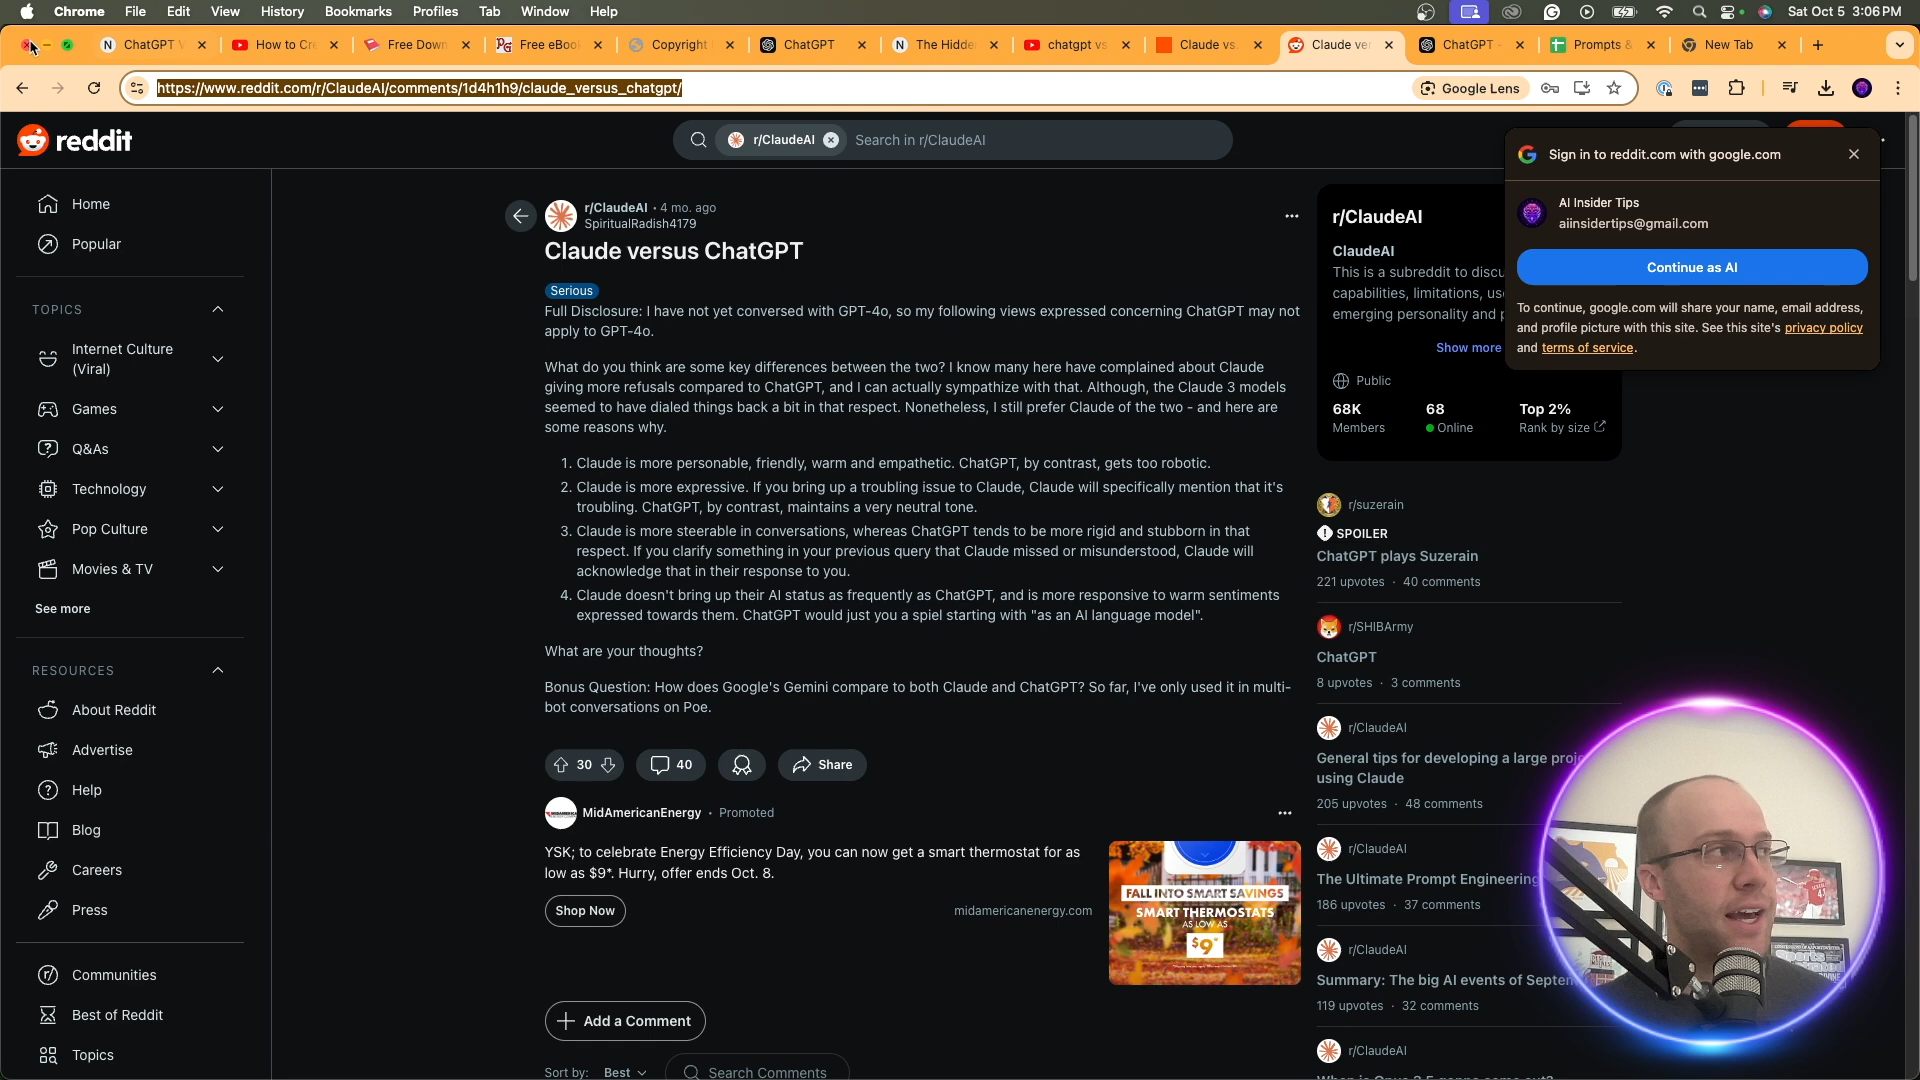 Chrome File Edit View History Bookmarks Profiles Tab Window Help
Sat Oct 5 3:06 PM
ChatGPT V
How to Cre
Free Down
Free eBook
Copyright
ChatGPT
The Hidde
chatgpt vs
Claude vs.
Claude ver
ChatGPT -
Prompts &
New Tab
https://www.reddit.com/r/ClaudeAI/comments/1d4h1h9/claude_versus_chatgpt/
Google Lens
reddit
r/ClaudeAI
Search in r/ClaudeAI
Home
Popular
TOPICS
Internet Culture
(Viral)
Games
Q&As
Technology
Pop Culture
Movies & TV
See more
RESOURCES
About Reddit
Advertise
Help
Blog
Careers
Press
Communities
Best of Reddit
Topics
r/ClaudeAI • 4 mo. ago
SpiritualRadish4179
Claude versus ChatGPT
Serious
Full Disclosure: I have not yet conversed with GPT-4o, so my following views expressed concerning ChatGPT may not
apply to GPT-4o.
What do you think are some key differences between the two? I know many here have complained about Claude
giving more refusals compared to ChatGPT, and I can actually sympathize with that. Although, the Claude 3 models
seemed to have dialed things back a bit in that respect. Nonetheless, I still prefer Claude of the two - and here are
some reasons why.
1. Claude is more personable, friendly, warm and empathetic. ChatGPT, by contrast, gets too robotic.
2. Claude is more expressive. If you bring up a troubling issue to Claude, Claude will specifically mention that it's
troubling. ChatGPT, by contrast, maintains a very neutral tone.
3. Claude is more steerable in conversations, whereas ChatGPT tends to be more rigid and stubborn in that
respect. If you clarify something in your previous query that Claude missed or misunderstood, Claude will
acknowledge that in their response to you.
4. Claude doesn't bring up their AI status as frequently as ChatGPT, and is more responsive to warm sentiments
expressed towards them. ChatGPT would just you a spiel starting with "as an AI language model".
What are your thoughts?
Bonus Question: How does Google's Gemini compare to both Claude and ChatGPT? So far, I've only used it in multi-
bot conversations on Poe.
30
40
Share
MidAmericanEnergy • Promoted
YSK; to celebrate Energy Efficiency Day, you can now get a smart thermostat for as
low as $9*. Hurry, offer ends Oct. 8.
Shop Now
midamericanenergy.com
FALL INTO SMART SAVINGS
SMART THERMOSTATS
AS LOW AS
$9*
Add a Comment
Sort by: Best
Search Comments
r/ClaudeAI
ClaudeAI
This is a subreddit to discu
capabilities, limitations, us
emerging personality and p
Show more
Public
68K
Members
68
Online
Top 2%
Rank by size
Sign in to reddit.com with google.com
AI Insider Tips
aiinsidertips@gmail.com
Continue as AI
To continue, google.com will share your name, email address,
and profile picture with this site. See this site's privacy policy
and terms of service.
r/suzerain
SPOILER
ChatGPT plays Suzerain
221 upvotes · 40 comments
r/SHIBArmy
ChatGPT
8 upvotes · 3 comments
r/ClaudeAI
General tips for developing a large proje
using Claude
205 upvotes · 48 comments
r/ClaudeAI
The Ultimate Prompt Engineering
186 upvotes · 37 comments
r/ClaudeAI
Summary: The big AI events of Septem
119 upvotes · 32 comments
r/ClaudeAI